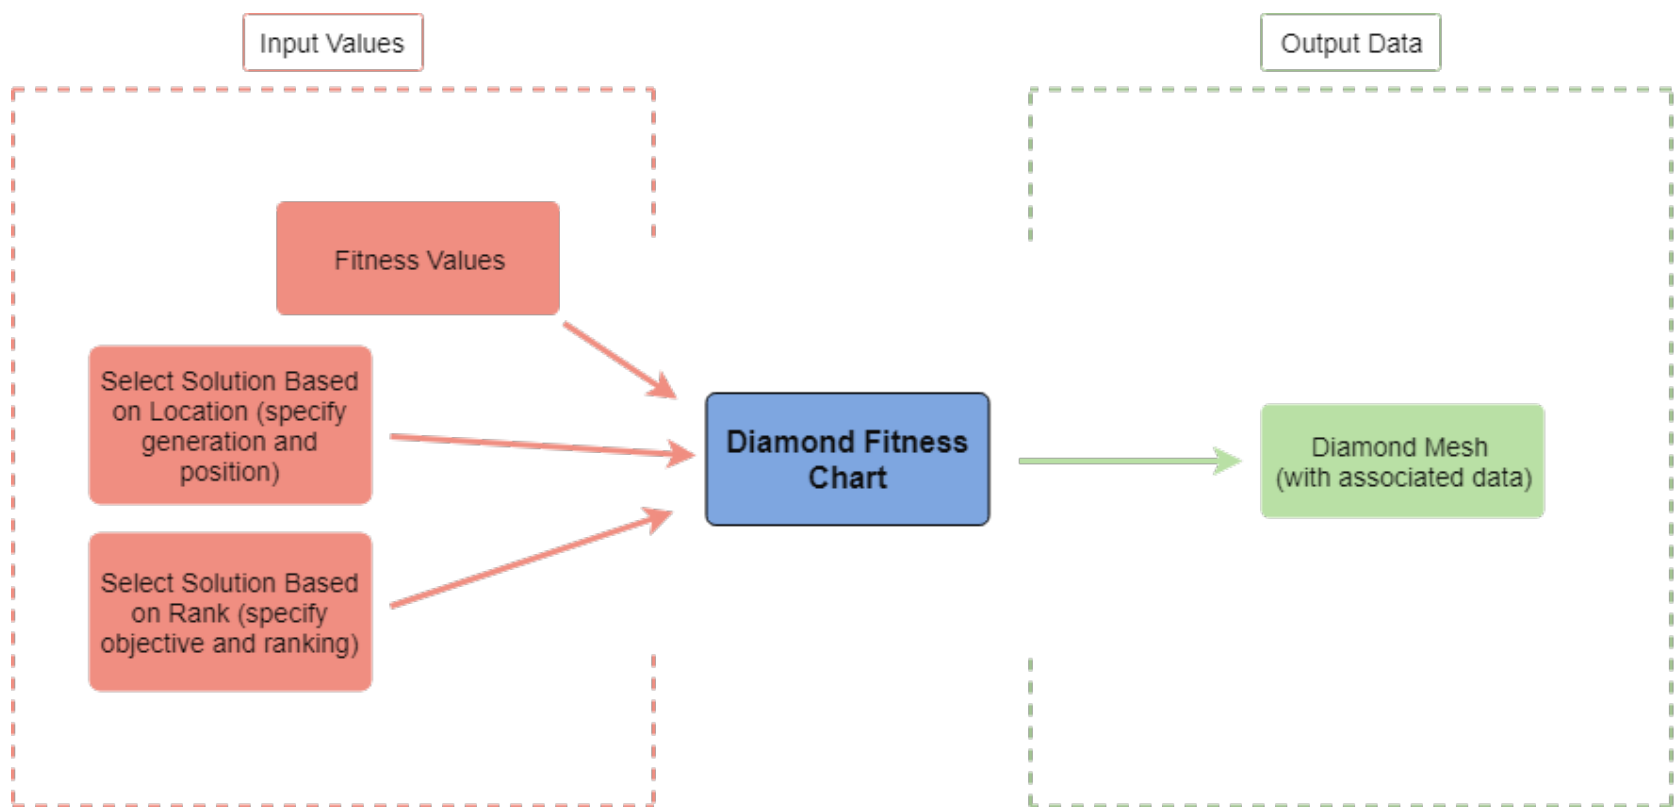 Input Values
Output Data
Fitness Values
Select Solution Based
on Location (specify
generation and
position)
Select Solution Based
on Rank (specify
objective and ranking)
Diamond Fitness
Chart
Diamond Mesh
(with associated data)